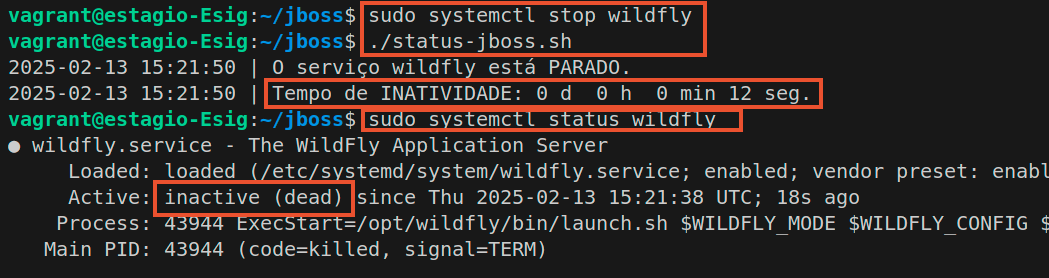 vagrant@estagio-Esig:~/jboss$ sudo systemctl stop wildfly
vagrant@estagio-Esig:~/jboss$ ./status-jboss.sh
2025-02-13 15:21:50 | O serviço wildfly está PARADO.
2025-02-13 15:21:50 | Tempo de INATIVIDADE: 0 d  0 h  0 min 12 seg.
vagrant@estagio-Esig:~/jboss$ sudo systemctl status wildfly
● wildfly.service - The WildFly Application Server
     Loaded: loaded (/etc/systemd/system/wildfly.service; enabled; vendor preset: enabl
     Active: inactive (dead) since Thu 2025-02-13 15:21:38 UTC; 18s ago
    Process: 43944 ExecStart=/opt/wildfly/bin/launch.sh $WILDFLY_MODE $WILDFLY_CONFIG $
   Main PID: 43944 (code=killed, signal=TERM)